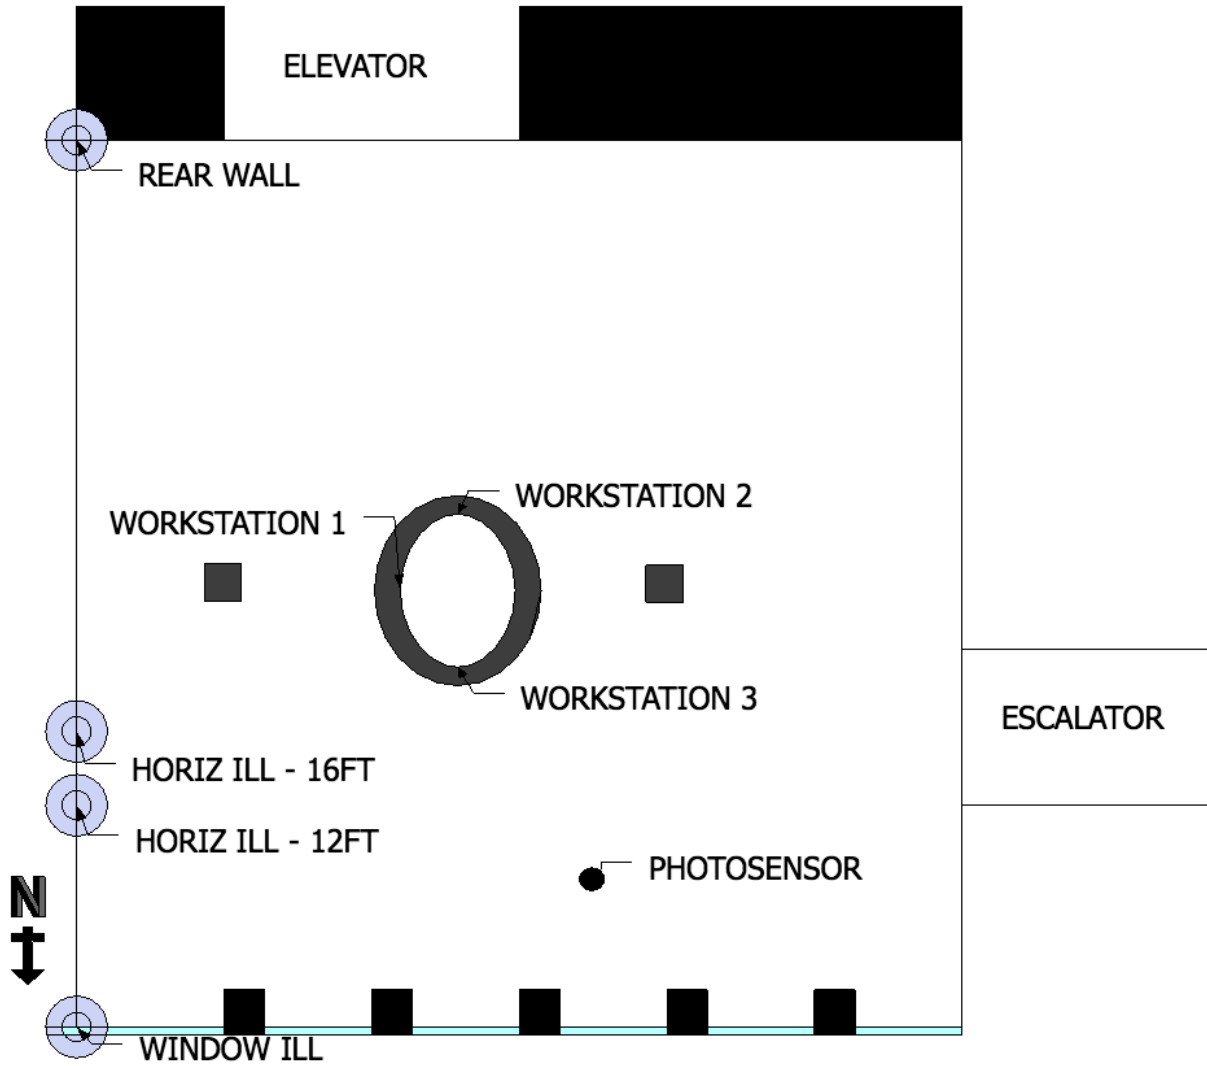 ELEVATOR
REAR WALL
WORKSTATION 2
WORKSTATION 1
WORKSTATION 3
ESCALATOR
HORIZ ILL - 16FT
HORIZ ILL - 12FT
PHOTOSENSOR
N
WINDOW ILL